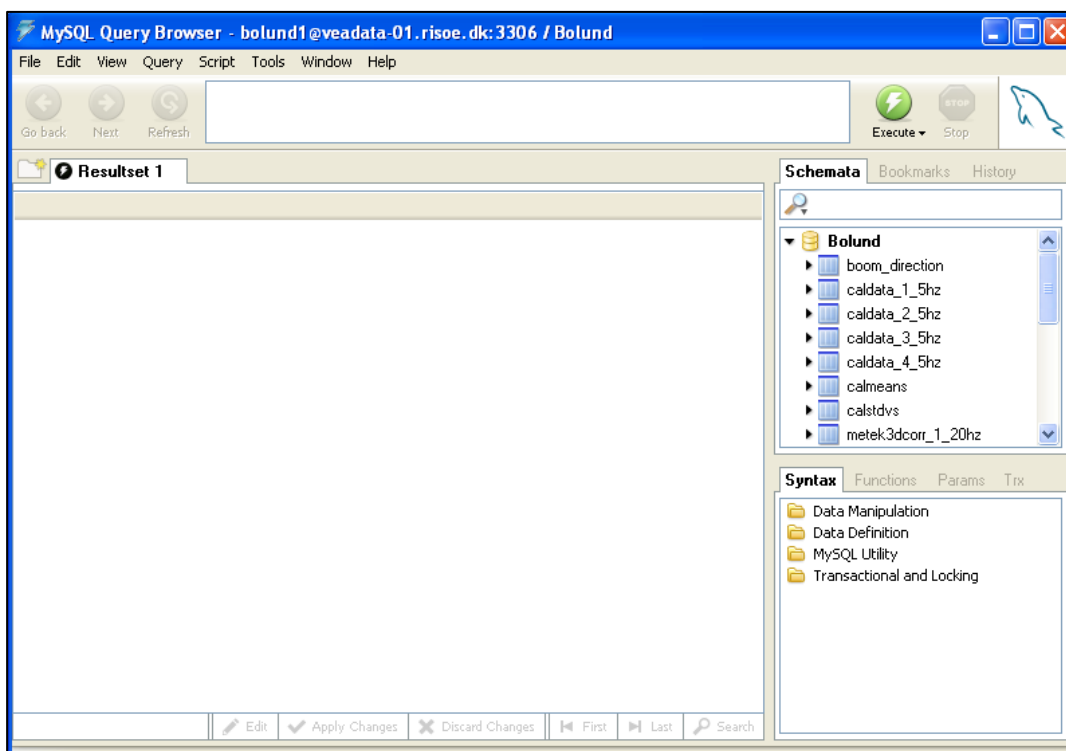 MySQL Query Browser - bolund1@veadata-01.risoe.dk:3306 / Bolund
File Edit View Query Script Tools Window Help
Go back Next Refresh Execute STOP Stop
Resultset 1
Schemata Bookmarks History
Bolund
boom_direction
caldata_1_5hz
caldata_2_5hz
caldata_3_5hz
caldata_4_5hz
calmeans
calstdvs
metek3dcorr_1_20hz
Syntax Functions Params Trx
Data Manipulation
Data Definition
MySQL Utility
Transactional and Locking
Edit Apply Changes Discard Changes First Last Search